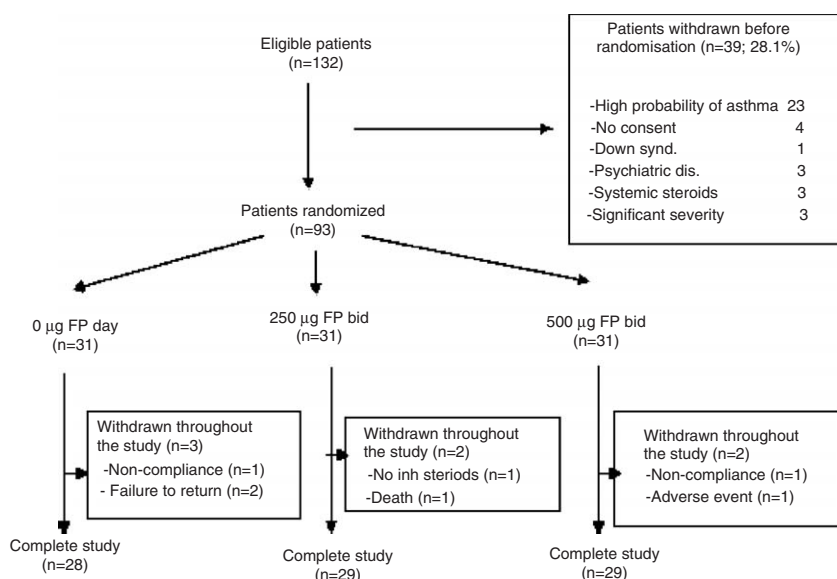 Eligible patients
(n=132)
Patients withdrawn before
randomisation (n=39; 28.1%)
-High probability of asthma 23
-No consent 4
-Down synd. 1
-Psychiatric dis. 3
-Systemic steroids 3
-Significant severity 3
Patients randomized
(n=93)
0 μg FP day
(n=31)
250 μg FP bid
(n=31)
500 μg FP bid
(n=31)
Withdrawn throughout
the study (n=3)
-Non-compliance (n=1)
- Failure to return (n=2)
Withdrawn throughout
the study (n=2)
-No inh steriods (n=1)
-Death (n=1)
Withdrawn throughout
the study (n=2)
-Non-compliance (n=1)
-Adverse event (n=1)
Complete study
(n=28)
Complete study
(n=29)
Complete study
(n=29)